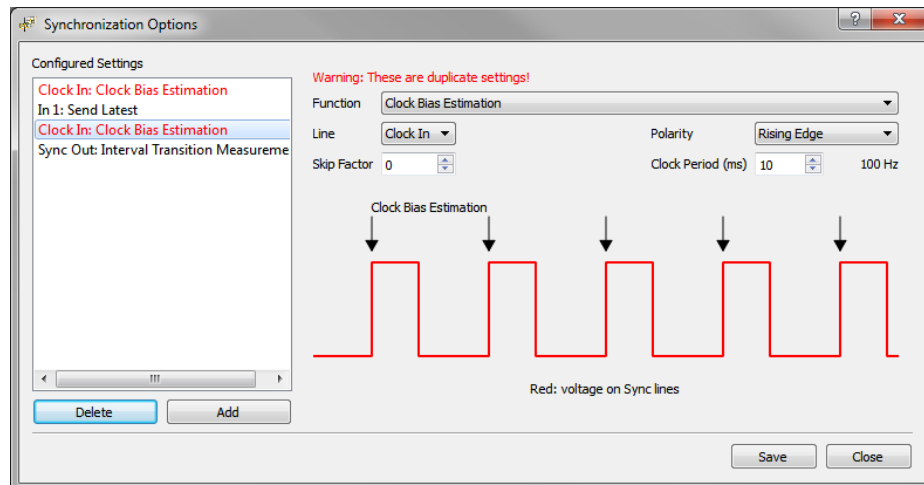 Synchronization Options
Configured Settings
Clock In: Clock Bias Estimation
In 1: Send Latest
Clock In: Clock Bias Estimation
Sync Out: Interval Transition Measureme
Delete
Add
Warning: These are duplicate settings!
Function
Clock Bias Estimation
Line
Clock In
Polarity
Rising Edge
Skip Factor
0
Clock Period (ms)
10
100 Hz
Clock Bias Estimation
Red: voltage on Sync lines
Save
Close